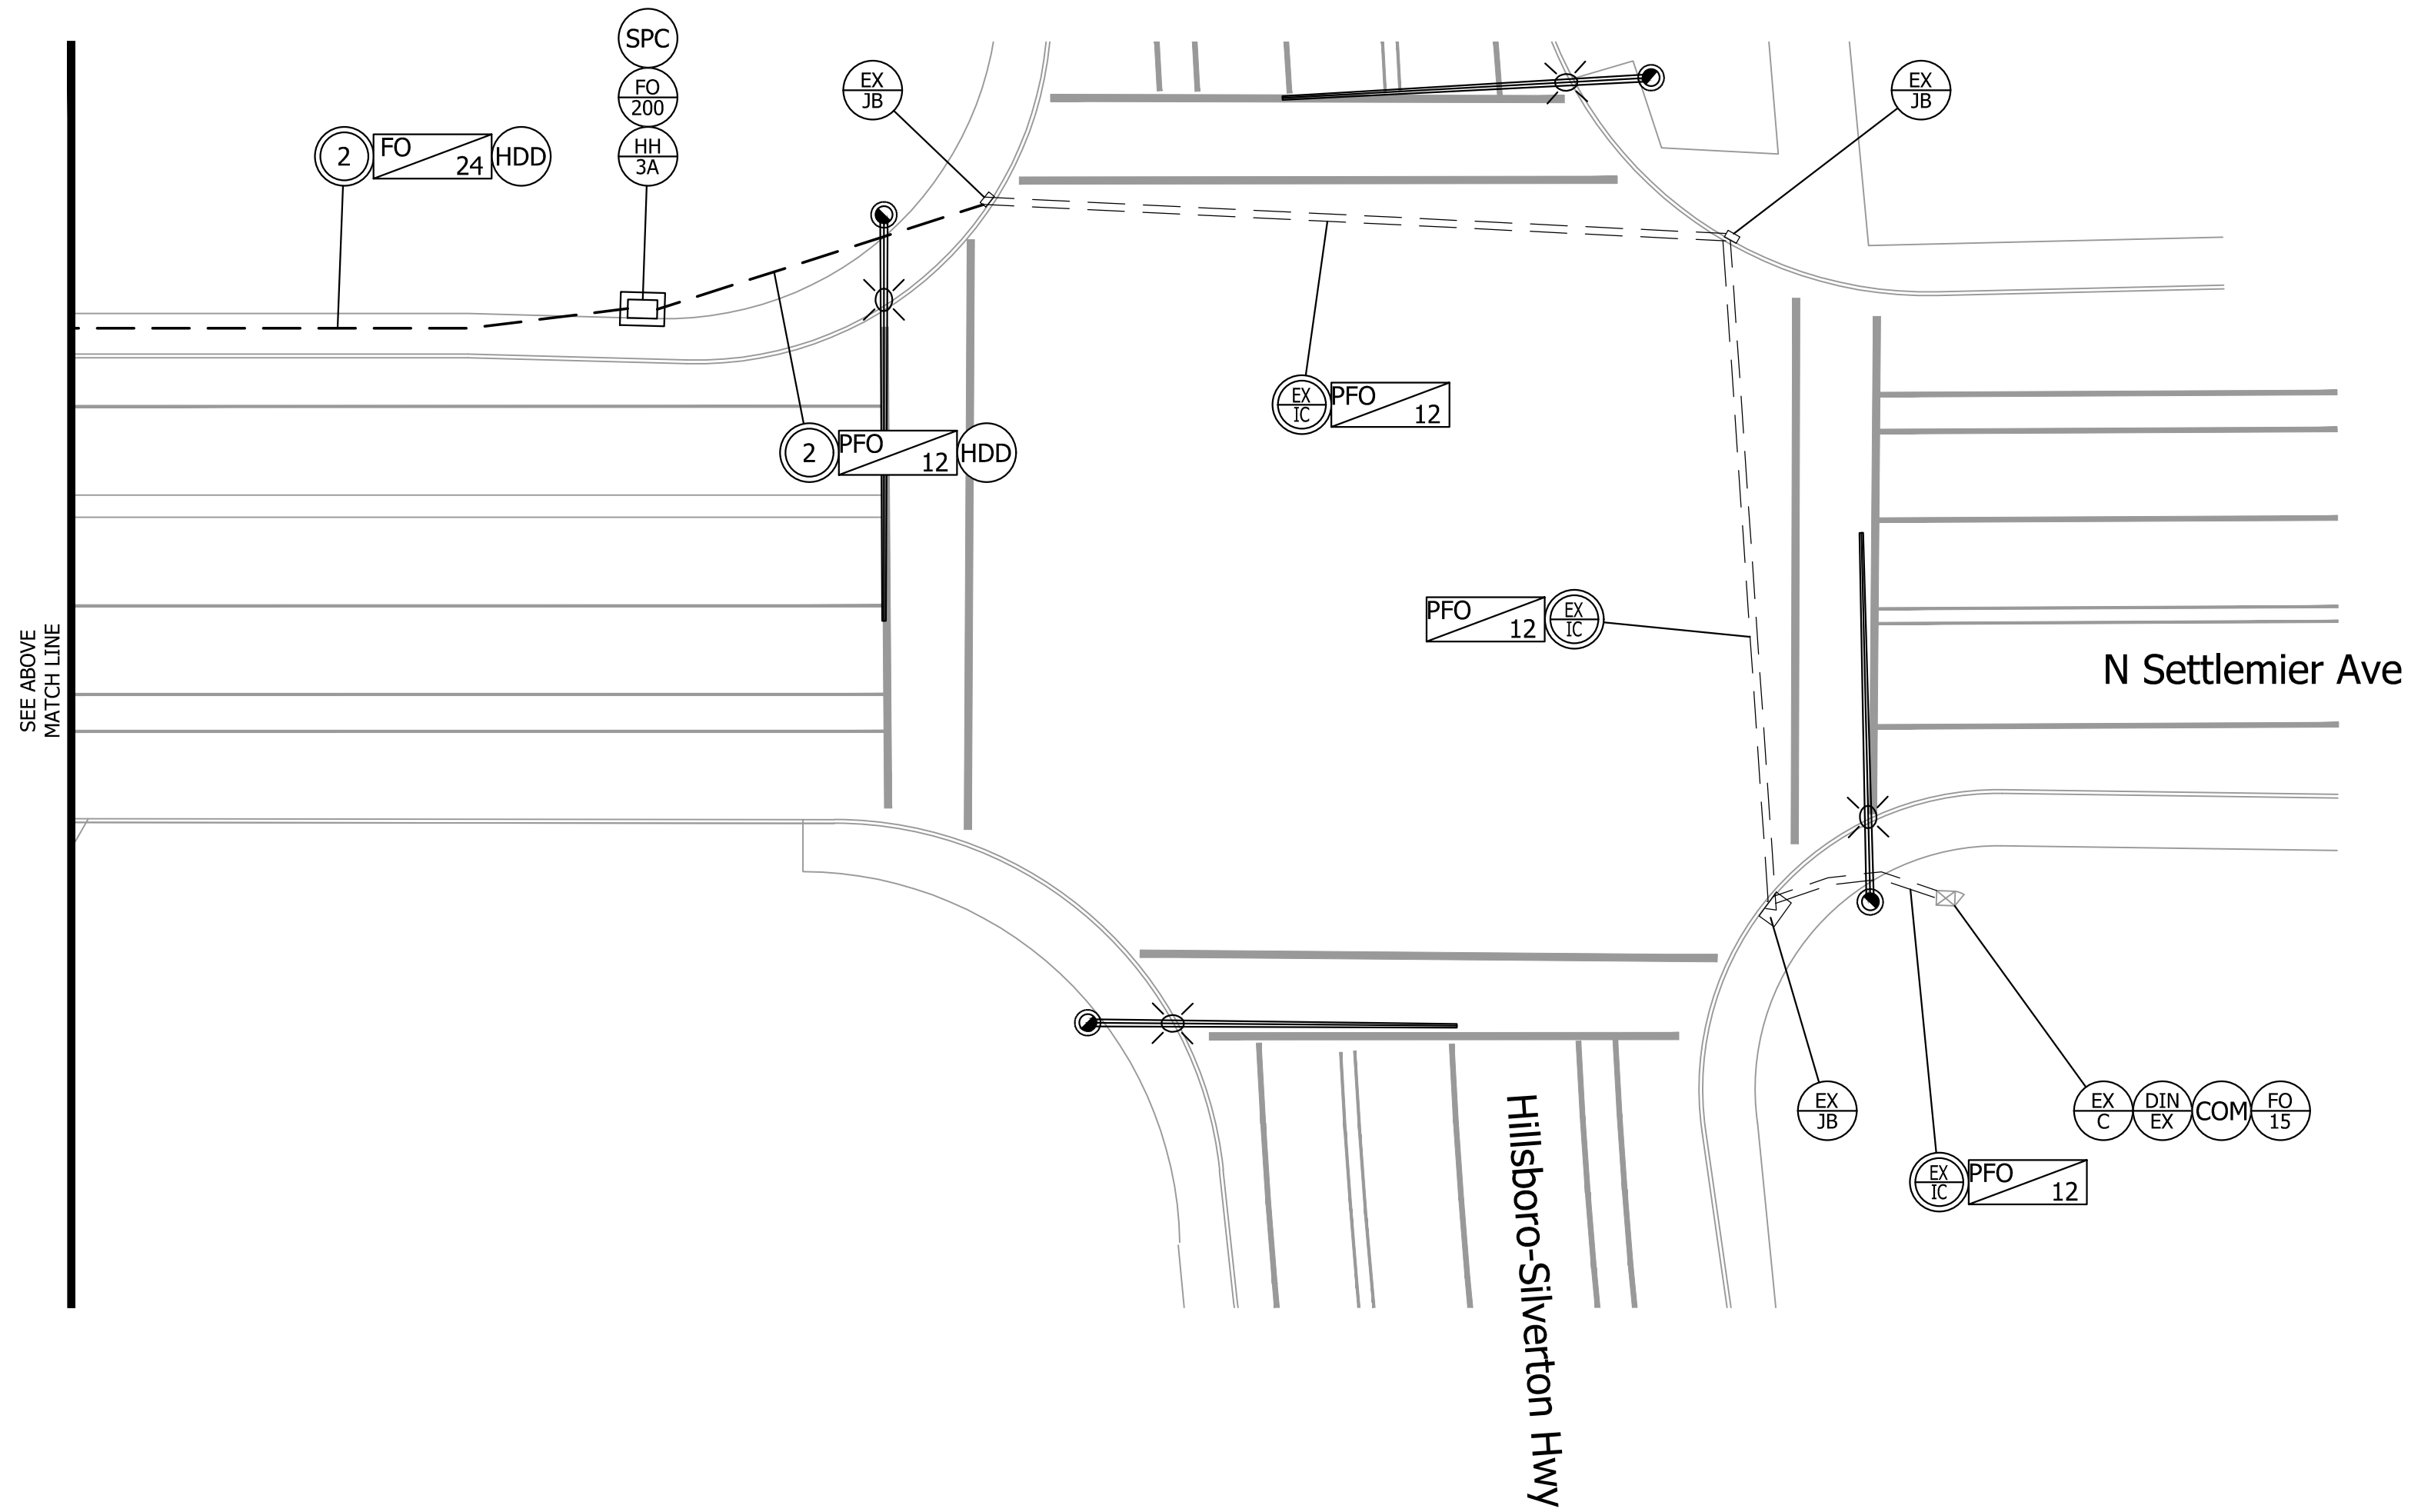 SPC
FO
200
HH
3A
2
FO
24
HDD
EX
JB
EX
JB
2
PFO
12
HDD
EX
IC
PFO
12
PFO
12
EX
IC
SEE ABOVE
MATCH LINE
N Settlemier Ave
Hillsboro-Silverton Hwy
EX
JB
EX
C
DIN
EX
COM
FO
15
EX
IC
PFO
12